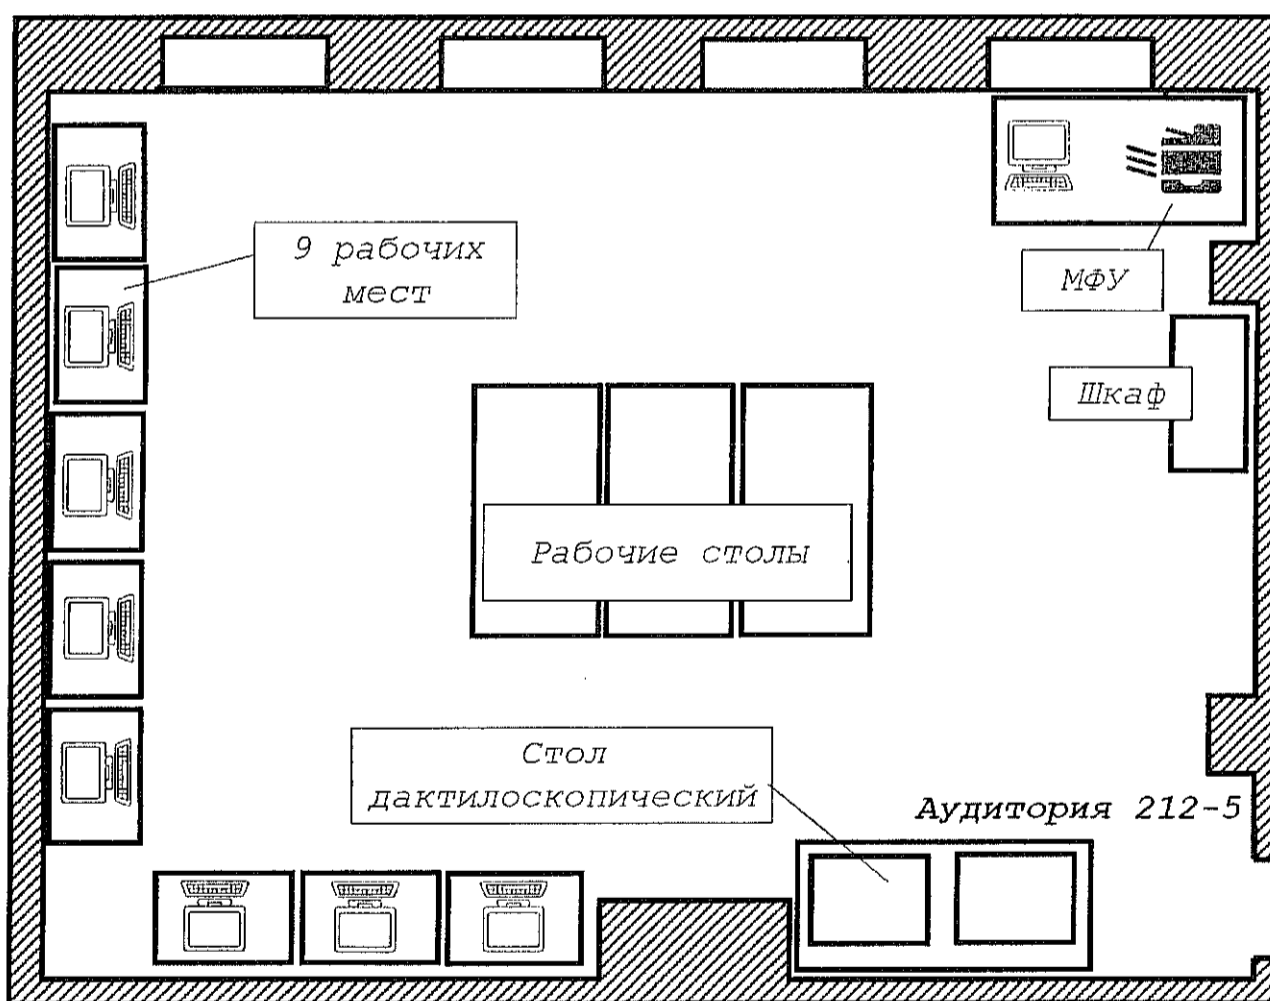 9 рабочих
мест
МФУ
Шкаф
Рабочие столы
Стол
дактилоскопический
Аудитория 212-5